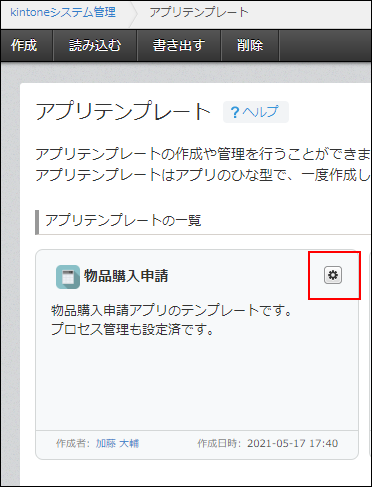 kintoneシステム管理 アプリテンプレート
作成 読み込む 書き出す 削除
アプリテンプレート ?ヘルプ
アプリテンプレートの作成や管理を行うことができま
アプリテンプレートはアプリのひな型で、一度作成し
アプリテンプレートの一覧
物品購入申請
物品購入申請アプリのテンプレートです。
プロセス管理も設定済です。
作成者: 加藤 大輔 作成日時: 2021-05-17 17:40